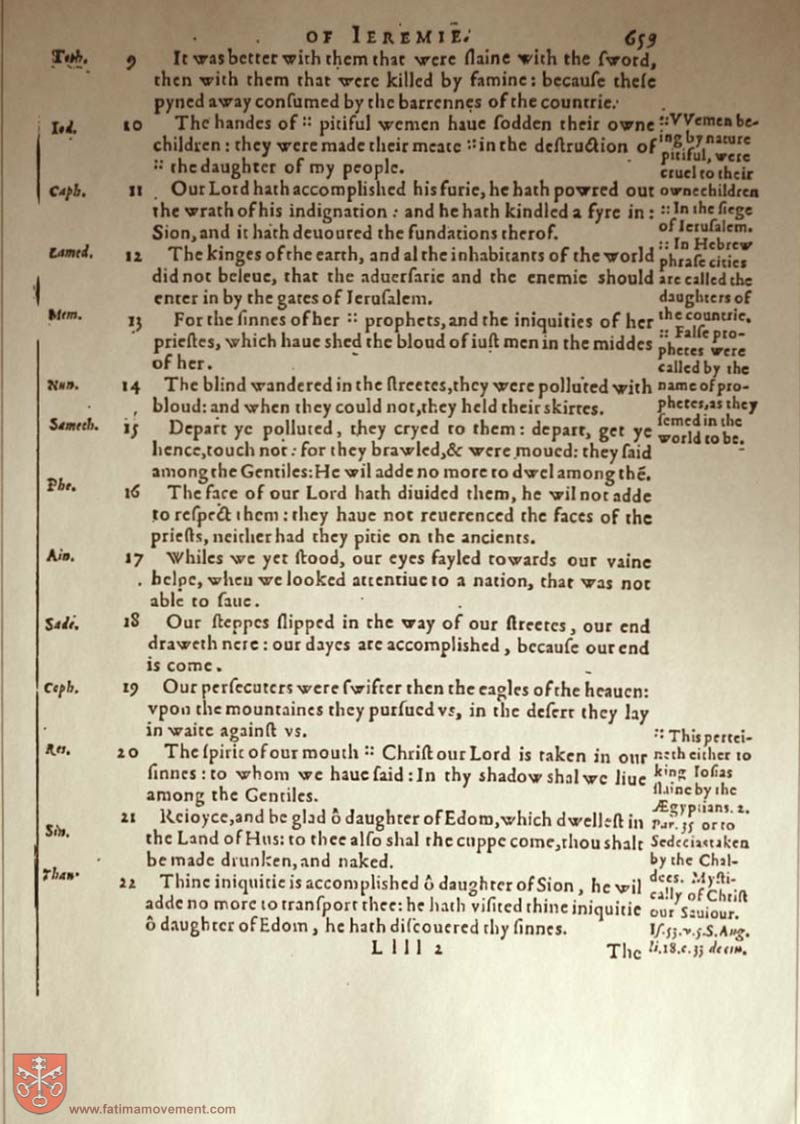 OF IEREMIE. 659
Teth. 9 It was better with them that were ſlaine with the ſword,
then with them that were killed by famine: becauſe theſe
pyned away conſumed by the barrennes of the countrie.
Iod. 10 The handes of :: pitiful wemen haue ſodden their owne
children: they were made their meate :: in the deſtruction of
:: the daughter of my people.
Caph. 11 Our Lord hath accompliſhed his furie, he hath powred out
the wrath of his indignation: and he hath kindled a fyre in
Sion, and it hath deuoured the fundations therof.
Lamed. 12 The kinges of the earth, and al the inhabitants of the world
did not beleue, that the aduerſarie and the enemie should
enter in by the gates of Ieruſalem.
Mem. 13 For the ſinnes of her :: prophets, and the iniquities of her
prieſtes, which haue shed the bloud of iuſt men in the middes
of her.
Nun. 14 The blind wandered in the ſtreetes, they were polluted with
bloud: and when they could not, they held their skirtes.
Samech. 15 Depart ye polluted, they cryed to them: depart, get ye
hence, touch not: for they brawled, & were moued: they ſaid
among the Gentiles: He wil adde no more to dwel among thē.
Phe. 16 The face of our Lord hath diuided them, he wil not adde
to reſpect them: they haue not reuerenced the faces of the
prieſts, neither had they pitie on the ancients.
Ain. 17 Whiles we yet ſtood, our eyes fayled towards our vaine
helpe, when we looked attentiue to a nation, that was not
able to ſaue.
Sade. 18 Our ſteppes ſlipped in the way of our ſtreetes, our end
draweth nere: our dayes are accomplished, becauſe our end
is come.
Coph. 19 Our perſecuters were ſwifter then the eagles of the heauen:
vpon the mountaines they purſued vs, in the deſert they lay
in waite againſt vs.
Res. 20 The ſpirit of our mouth :: Chriſt our Lord is taken in our
ſinnes: to whom we haue ſaid: In thy shadow shal we liue
among the Gentiles.
Sin. 21 Reioyce, and be glad ô daughter of Edom, which dwelleſt in
the Land of Hus: to thee alſo shal the cuppe come, thou shalt
be made drunken, and naked.
Thau. 22 Thine iniquitie is accomplished ô daughter of Sion, he wil
adde no more to tranſport thee: he hath viſited thine iniquitie
ô daughter of Edom, he hath diſcouered thy ſinnes.
Llll 2 The
:: VVemen be-
ing by nature
pitiful, were
cruel to their
owne children
:: In the ſiege
of Ieruſalem.
:: In Hebrew
phraſe cities
are called the
daughters of
the countrie.
:: Falſe pro-
phetes were
called by the
name of pro-
phetes, as they
ſemed in the
world to be.
:: This pertei-
neth either to
king Ioſias
ſlaine by the
Ægyptians. 2.
Par. 35 or to
Sedecias taken
by the Chal-
dees. Myſti-
cally of Chriſt
our Sauiour.
Iſ. 53. v. 5. S. Aug.
li. 18. c. 33 de ciu.
www.fatimamovement.com